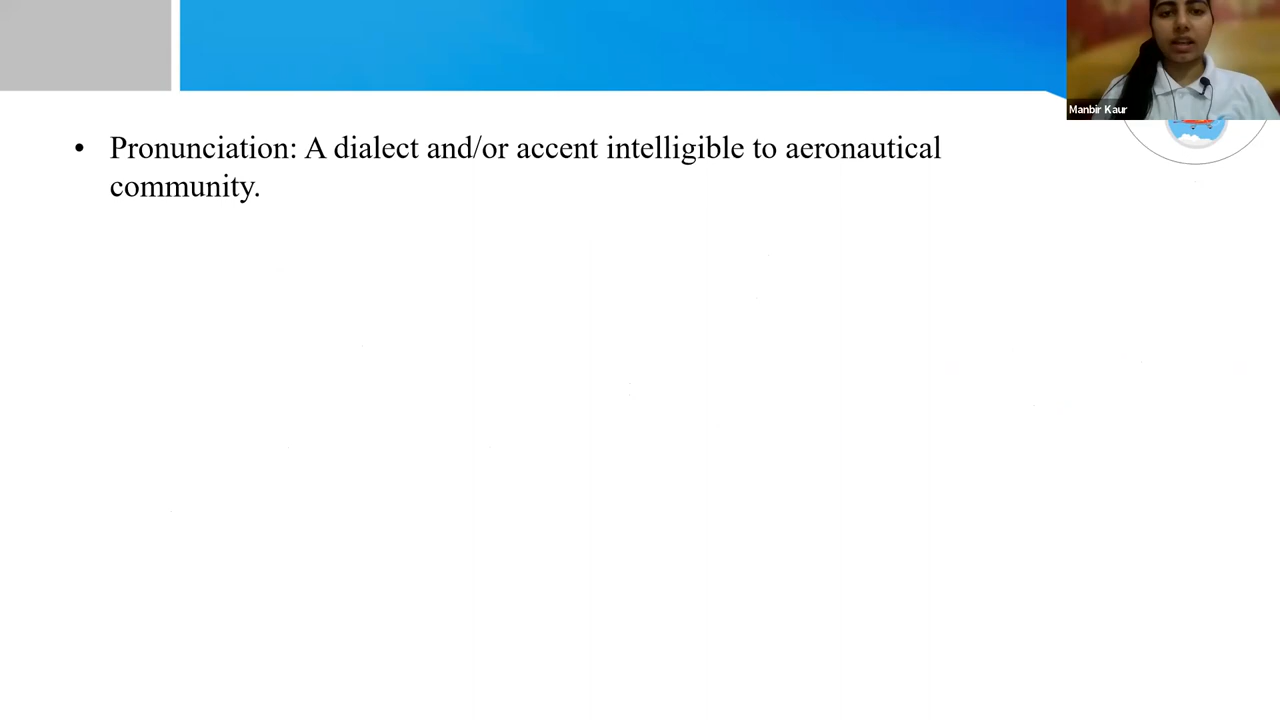 Manbir Kaur
• Pronunciation: A dialect and/or accent intelligible to aeronautical
community.